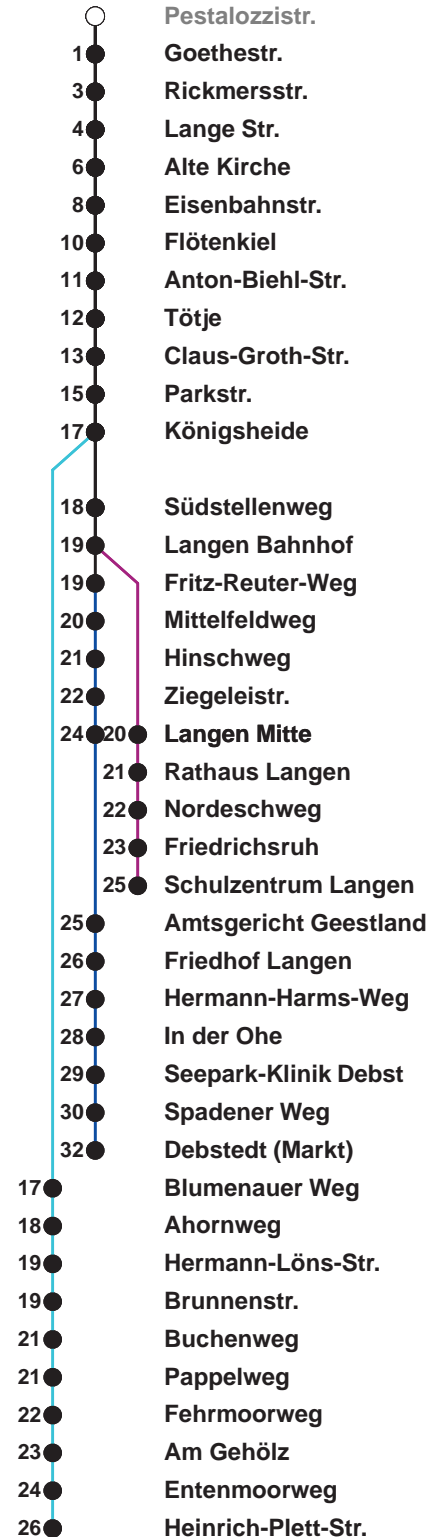 Pestalozzistr.
1 Goethestr.
3 Rickmersstr.
4 Lange Str.
6 Alte Kirche
8 Eisenbahnstr.
10 Flötenkiel
11 Anton-Biehl-Str.
12 Tötje
13 Claus-Groth-Str.
15 Parkstr.
17 Königsheide
18 Südstellenweg
19 Langen Bahnhof
19 Fritz-Reuter-Weg
20 Mittelfeldweg
21 Hinschweg
22 Ziegeleistr.
24 20 Langen Mitte
21 Rathaus Langen
22 Nordeschweg
23 Friedrichsruh
25 Schulzentrum Langen
25 Amtsgericht Geestland
26 Friedhof Langen
27 Hermann-Harms-Weg
28 In der Ohe
29 Seepark-Klinik Debst
30 Spadener Weg
32 Debstedt (Markt)
17 Blumenauer Weg
18 Ahornweg
19 Hermann-Löns-Str.
19 Brunnenstr.
21 Buchenweg
21 Pappelweg
22 Fehrmoorweg
23 Am Gehölz
24 Entenmoorweg
26 Heinrich-Plett-Str.